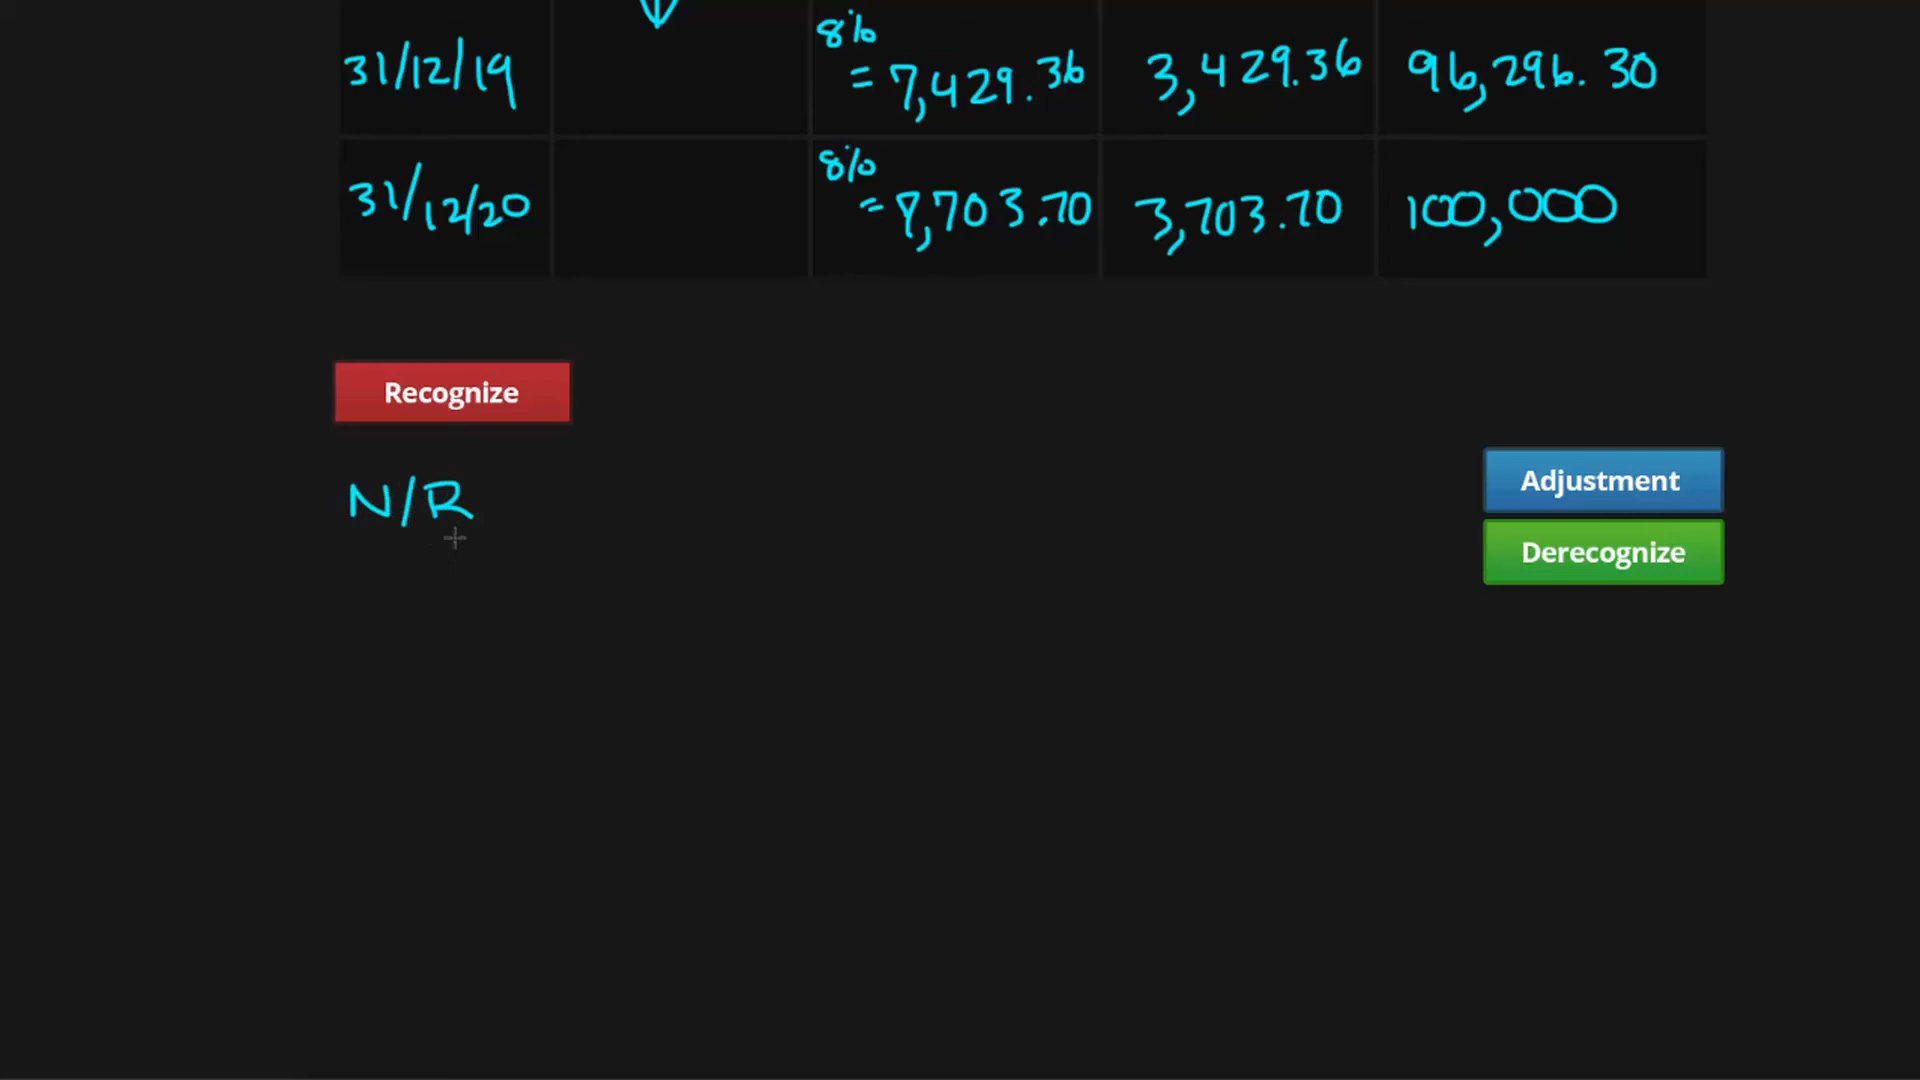 31/12/19 8% = 7,429.36 3,429.36 96,296.30
31/12/20 8% = 7,703.70 3,703.70 100,000
Recognize
N/R
Adjustment
Derecognize